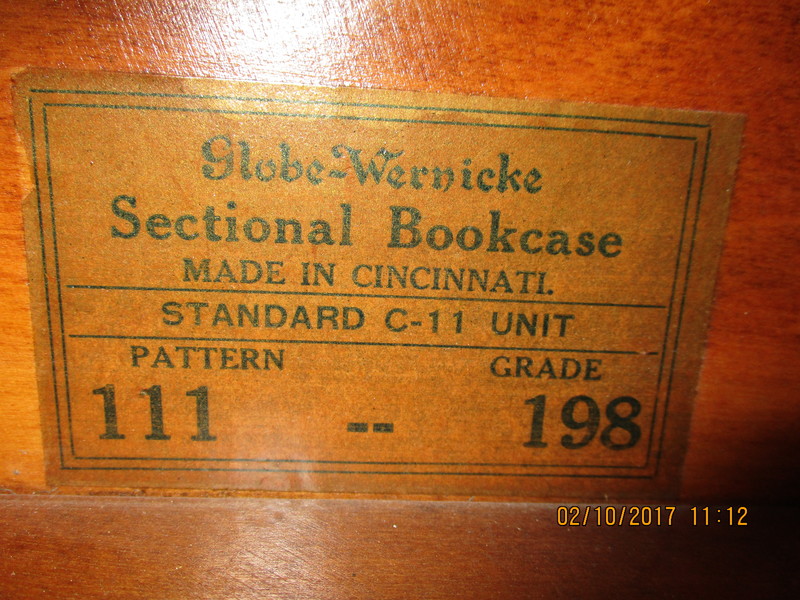 Globe-Wernicke
Sectional Bookcase
MADE IN CINCINNATI.
STANDARD C-11 UNIT
PATTERN GRADE
111 -- 198
02/10/2017 11:12